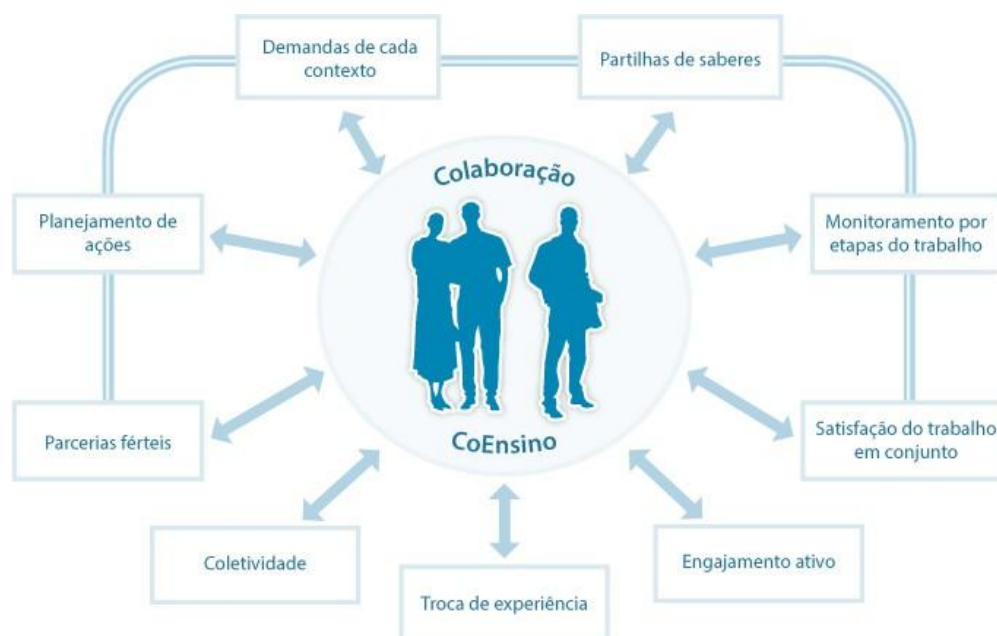 Demandas de cada
contexto
Partilhas de saberes
Colaboração
Planejamento de
ações
Monitoramento por
etapas do trabalho
Parcerias férteis
CoEnsino
Satisfação do trabalho
em conjunto
Coletividade
Troca de experiência
Engajamento ativo